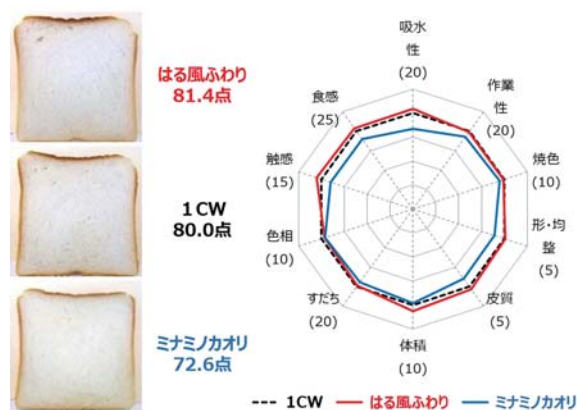 はる風ふわり
81.4点
1CW
80.0点
ミナミノカオリ
72.6点
吸水
性
(20)
作業
性
(20)
焼色
(10)
形・均
整
(5)
皮質
(5)
体積
(10)
すだち
(20)
色相
(10)
触感
(15)
食感
(25)
1CW
はる風ふわり
ミナミノカオリ